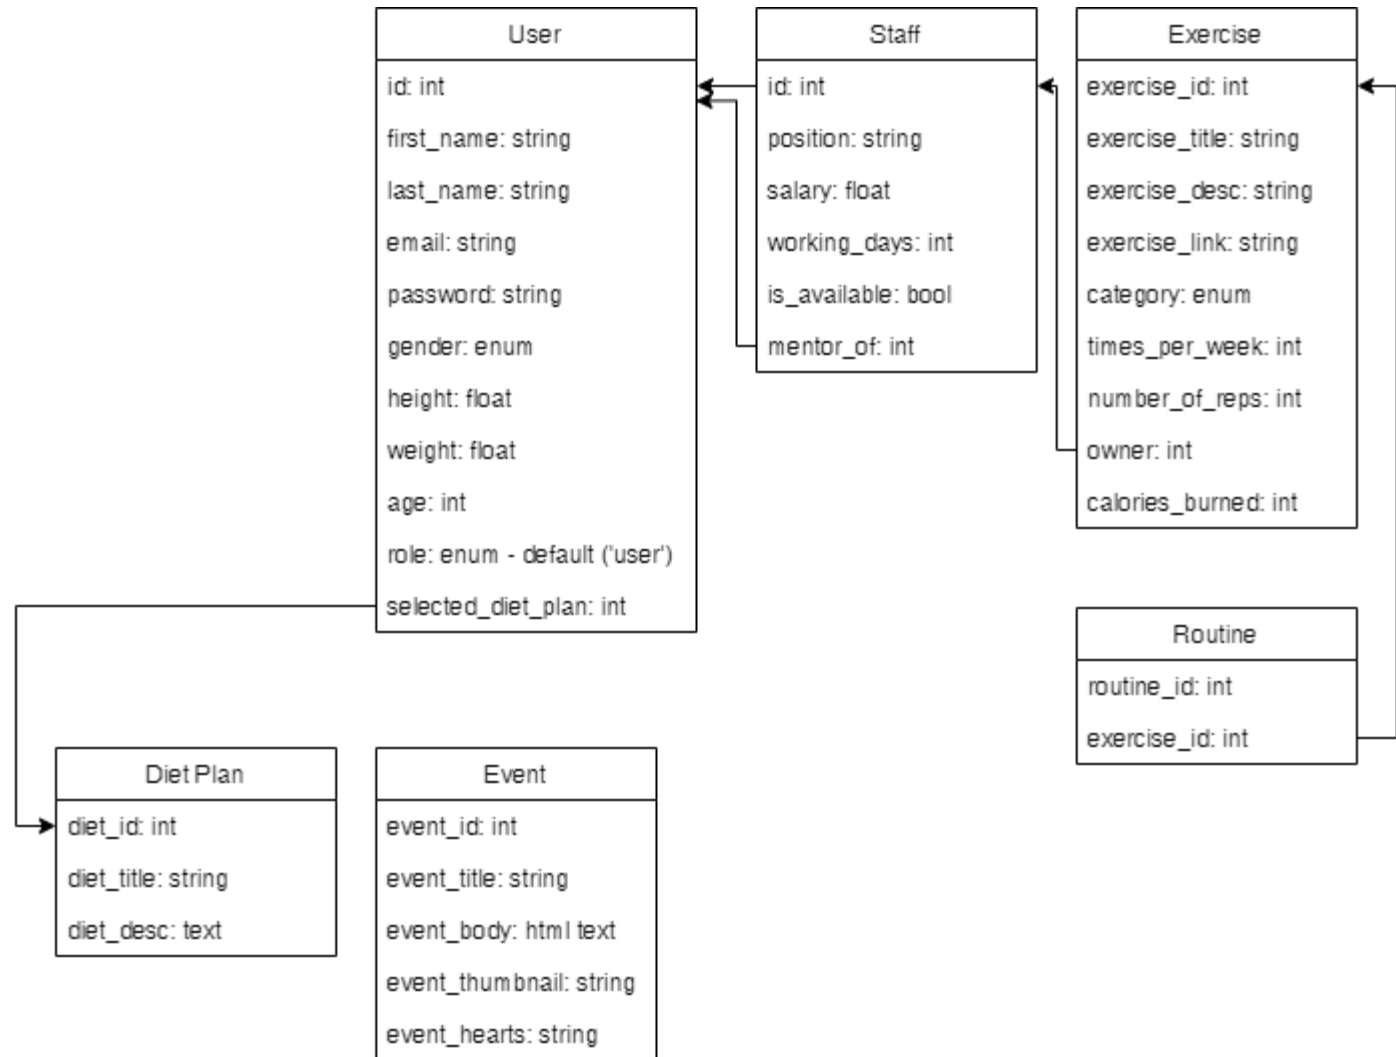 User
id: int
first_name: string
last_name: string
email: string
password: string
gender: enum
height: float
weight: float
age: int
role: enum - default ('user')
selected_diet_plan: int
Staff
id: int
position: string
salary: float
working_days: int
is_available: bool
mentor_of: int
Exercise
exercise_id: int
exercise_title: string
exercise_desc: string
exercise_link: string
category: enum
times_per_week: int
number_of_reps: int
owner: int
calories_burned: int
Routine
routine_id: int
exercise_id: int
Diet Plan
diet_id: int
diet_title: string
diet_desc: text
Event
event_id: int
event_title: string
event_body: html text
event_thumbnail: string
event_hearts: string